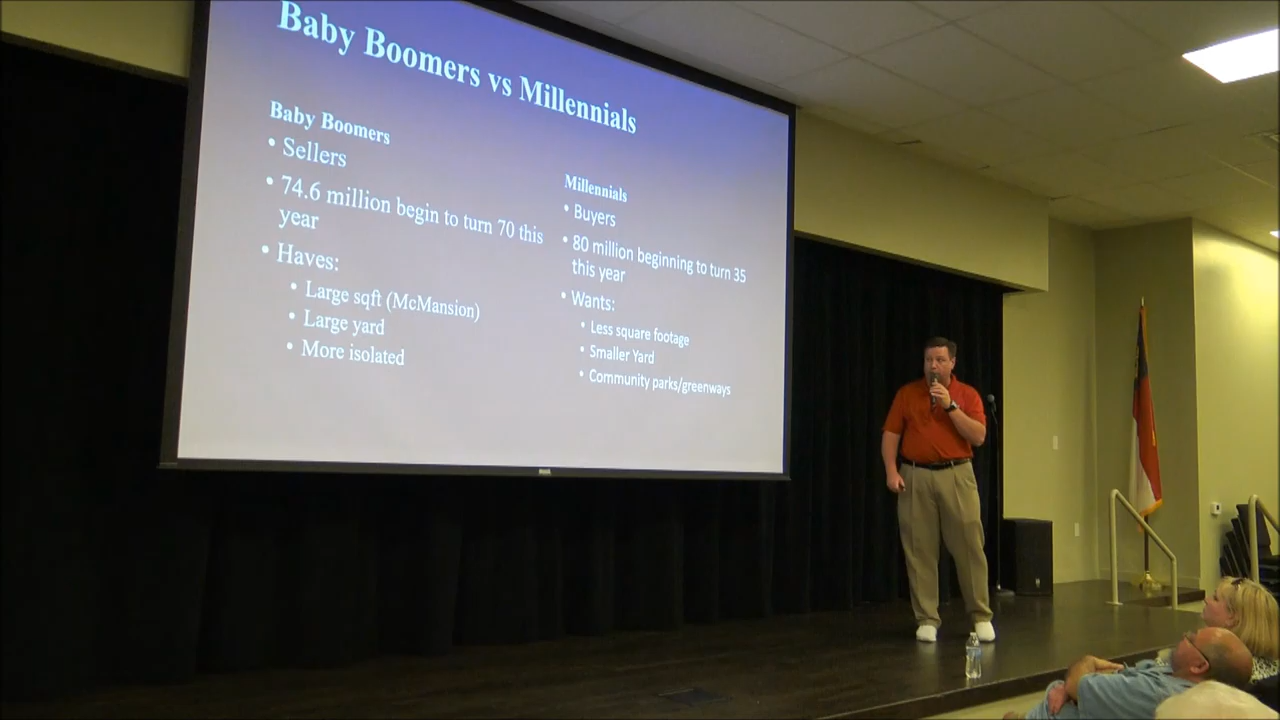 Baby Boomers vs Millennials
Baby Boomers
• Sellers
• 74.6 million begin to turn 70 this
year
• Haves:
• Large sqft (McMansion)
• Large yard
• More isolated
Millennials
• Buyers
• 80 million beginning to turn 35
this year
• Wants:
• Less square footage
• Smaller Yard
• Community parks/greenways